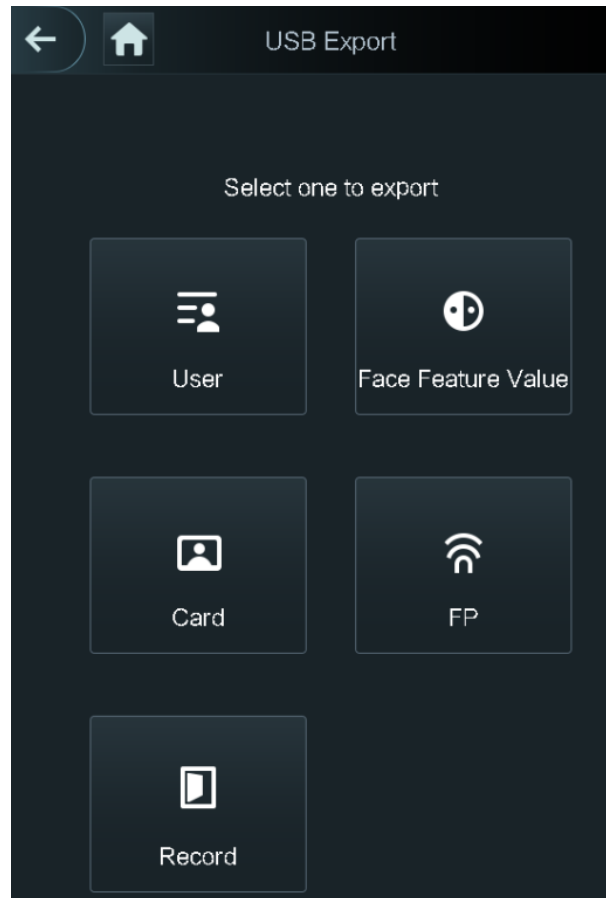 USB Export
Select one to export
User
Face Feature Value
Card
FP
Record